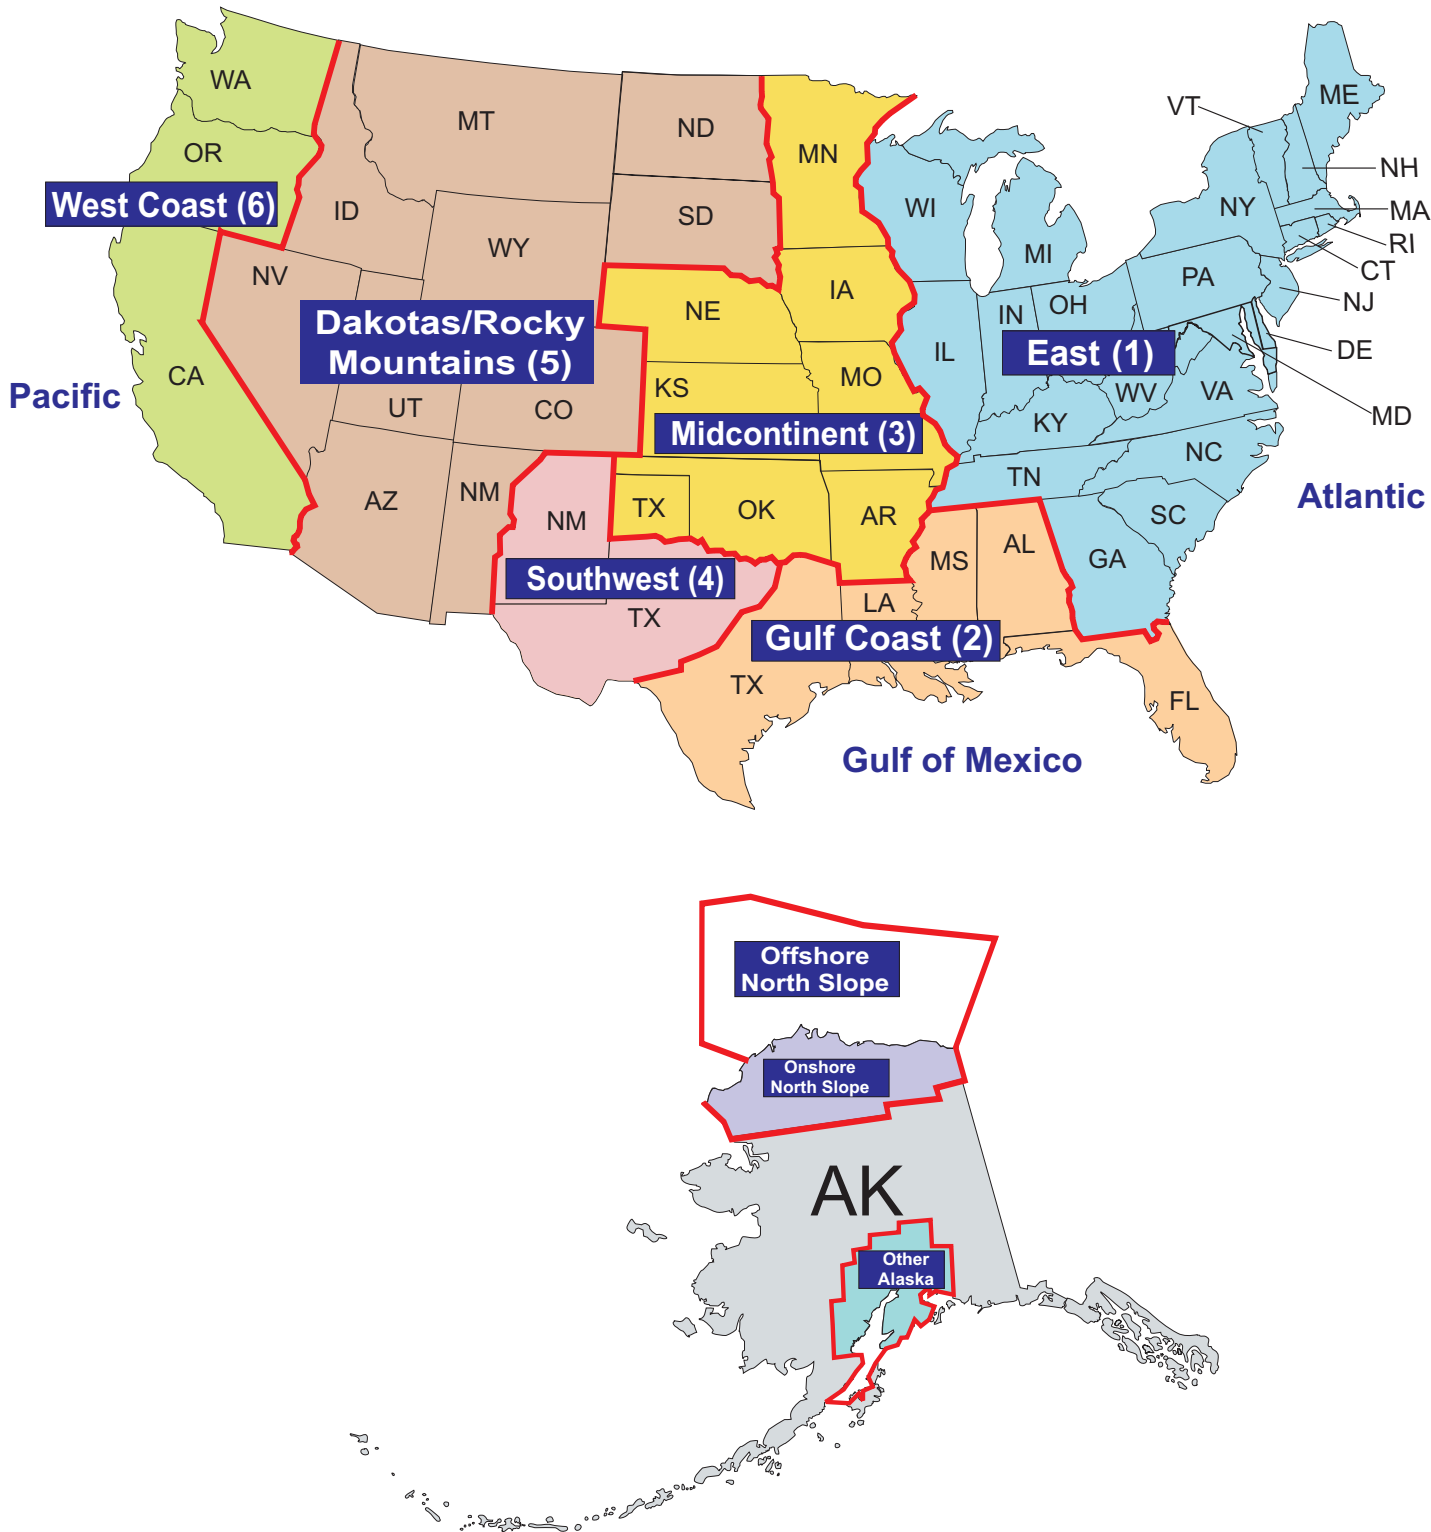 WA
MT
ND
MN
ME
VT
OR
NH
West Coast (6)
ID
SD
WI
NY
MA
WY
MI
RI
NV
CT
PA
NE
IA
NJ
IN
OH
Dakotas/Rocky
Mountains (5)
IL
East (1)
DE
CA
KS
MO
WV
VA
Pacific
UT
CO
MD
KY
Midcontinent (3)
NC
TN
NM
AZ
Atlantic
TX
OK
AR
SC
NM
AL
MS
GA
Southwest (4)
LA
TX
Gulf Coast (2)
TX
FL
Gulf of Mexico
Offshore
North Slope
Onshore
North Slope
AK
Other
Alaska